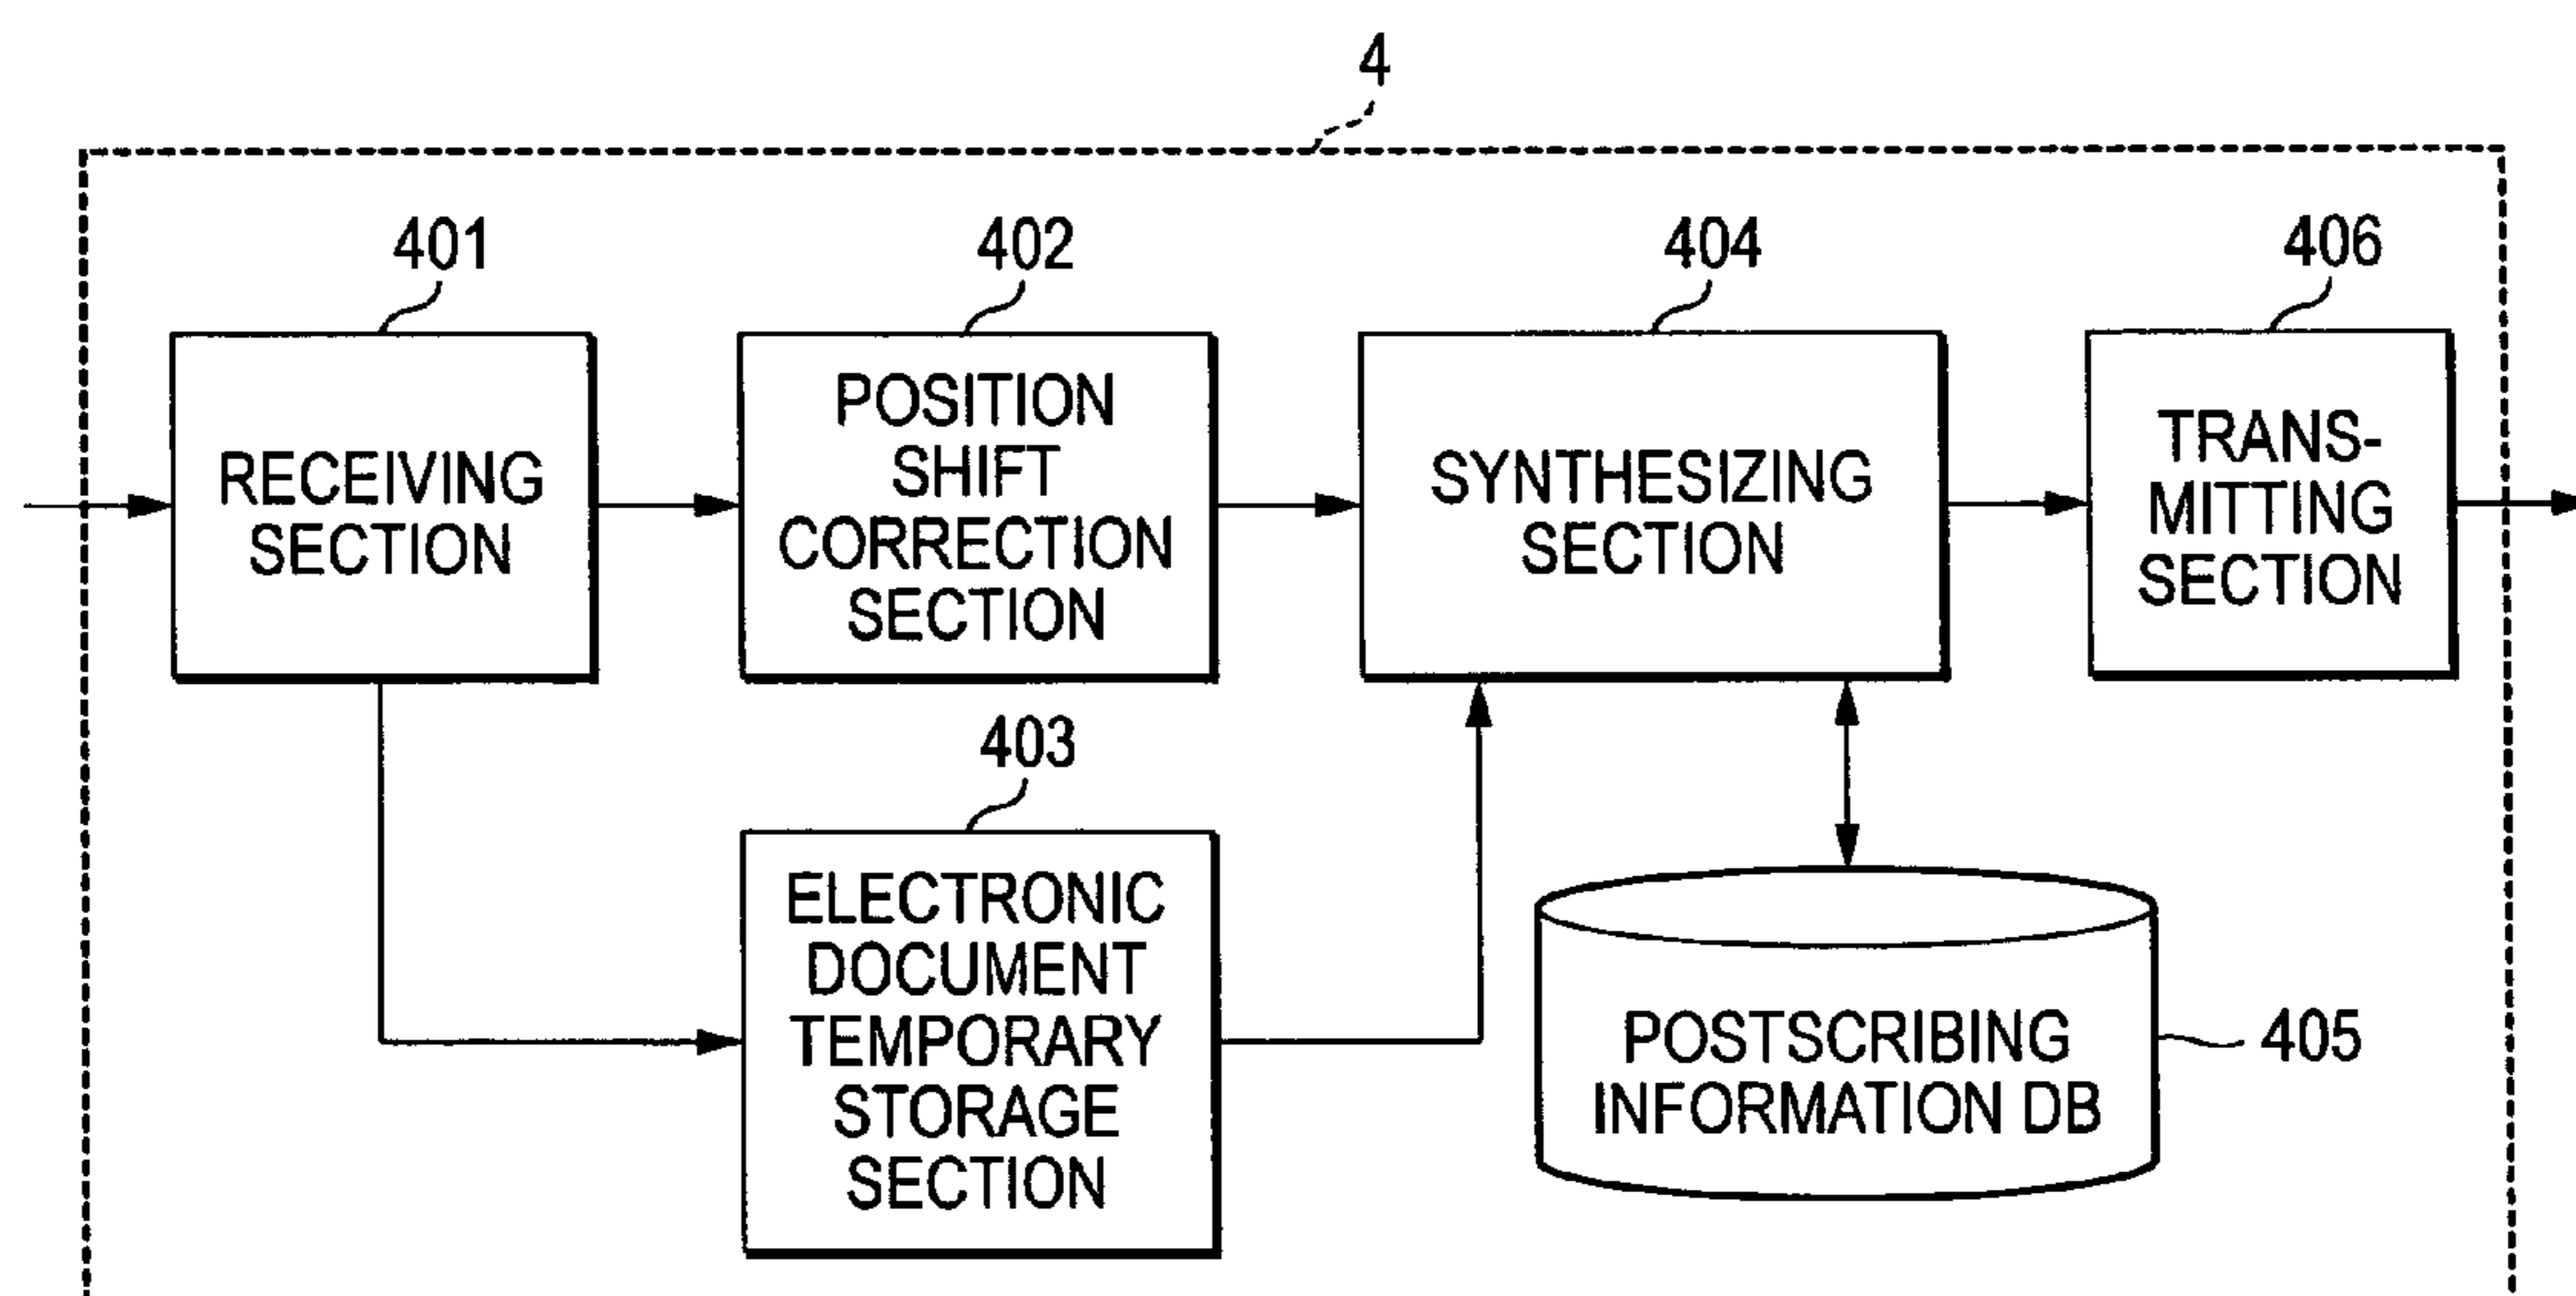 4
401
402
404
406
RECEIVING
SECTION
POSITION
SHIFT
CORRECTION
SECTION
SYNTHESIZING
SECTION
TRANS-
MITTING
SECTION
403
ELECTRONIC
DOCUMENT
TEMPORARY
STORAGE
SECTION
POSTSCRIBING
INFORMATION DB
405